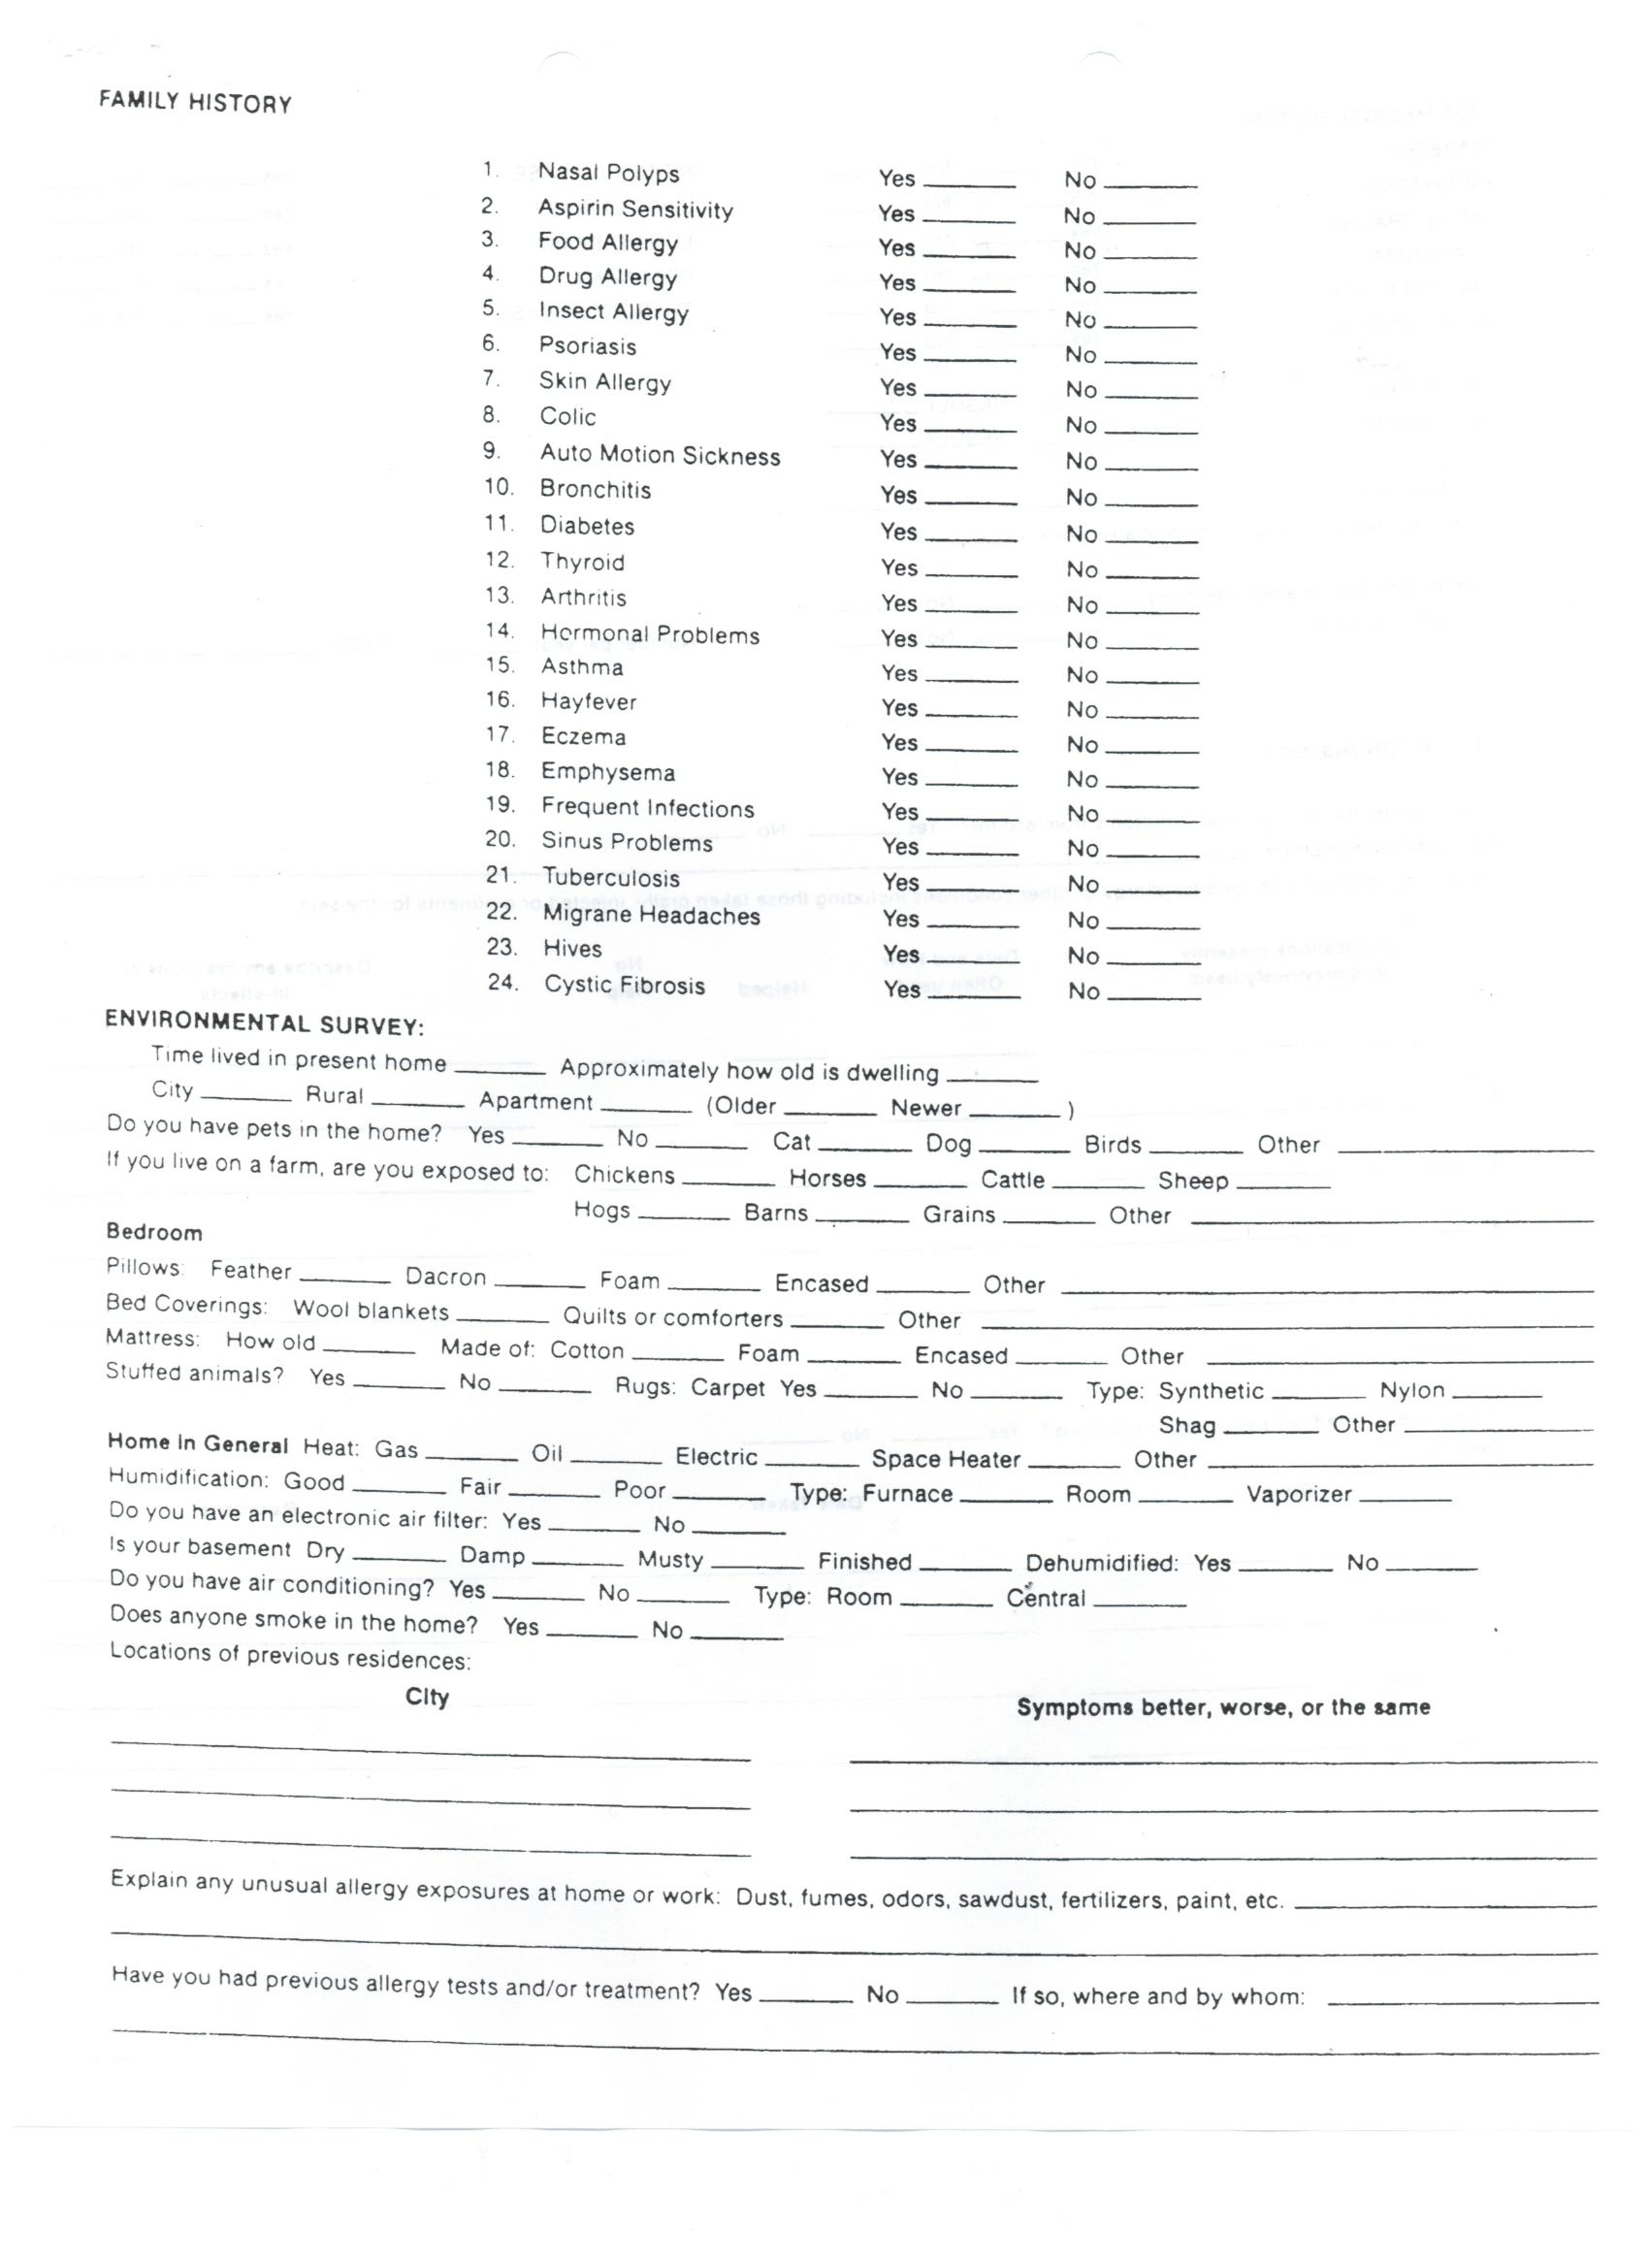 FAMILY HISTORY
1. Nasal Polyps Yes ______ No ______
2. Aspirin Sensitivity Yes ______ No ______
3. Food Allergy Yes ______ No ______
4. Drug Allergy Yes ______ No ______
5. Insect Allergy Yes ______ No ______
6. Psoriasis Yes ______ No ______
7. Skin Allergy Yes ______ No ______
8. Colic Yes ______ No ______
9. Auto Motion Sickness Yes ______ No ______
10. Bronchitis Yes ______ No ______
11. Diabetes Yes ______ No ______
12. Thyroid Yes ______ No ______
13. Arthritis Yes ______ No ______
14. Hormonal Problems Yes ______ No ______
15. Asthma Yes ______ No ______
16. Hayfever Yes ______ No ______
17. Eczema Yes ______ No ______
18. Emphysema Yes ______ No ______
19. Frequent Infections Yes ______ No ______
20. Sinus Problems Yes ______ No ______
21. Tuberculosis Yes ______ No ______
22. Migrane Headaches Yes ______ No ______
23. Hives Yes ______ No ______
24. Cystic Fibrosis Yes ______ No ______
ENVIRONMENTAL SURVEY:
Time lived in present home ______ Approximately how old is dwelling ______
City ______ Rural ______ Apartment ______ (Older ______ Newer ______ )
Do you have pets in the home? Yes ______ No ______ Cat ______ Dog ______ Birds ______ Other ______
If you live on a farm, are you exposed to: Chickens ______ Horses ______ Cattle ______ Sheep ______
Hogs ______ Barns ______ Grains ______ Other ______
Bedroom
Pillows: Feather ______ Dacron ______ Foam ______ Encased ______ Other ______
Bed Coverings: Wool blankets ______ Quilts or comforters ______ Other ______
Mattress: How old ______ Made of: Cotton ______ Foam ______ Encased ______ Other ______
Stuffed animals? Yes ______ No ______ Rugs: Carpet Yes ______ No ______ Type: Synthetic ______ Nylon ______
Shag ______ Other ______
Home In General Heat: Gas ______ Oil ______ Electric ______ Space Heater ______ Other ______
Humidification: Good ______ Fair ______ Poor ______ Type: Furnace ______ Room ______ Vaporizer ______
Do you have an electronic air filter: Yes ______ No ______
Is your basement Dry ______ Damp ______ Musty ______ Finished ______ Dehumidified: Yes ______ No ______
Do you have air conditioning? Yes ______ No ______ Type: Room ______ Central ______
Does anyone smoke in the home? Yes ______ No ______
Locations of previous residences:
City Symptoms better, worse, or the same
Explain any unusual allergy exposures at home or work: Dust, fumes, odors, sawdust, fertilizers, paint, etc. ______
Have you had previous allergy tests and/or treatment? Yes ______ No ______ If so, where and by whom: ______